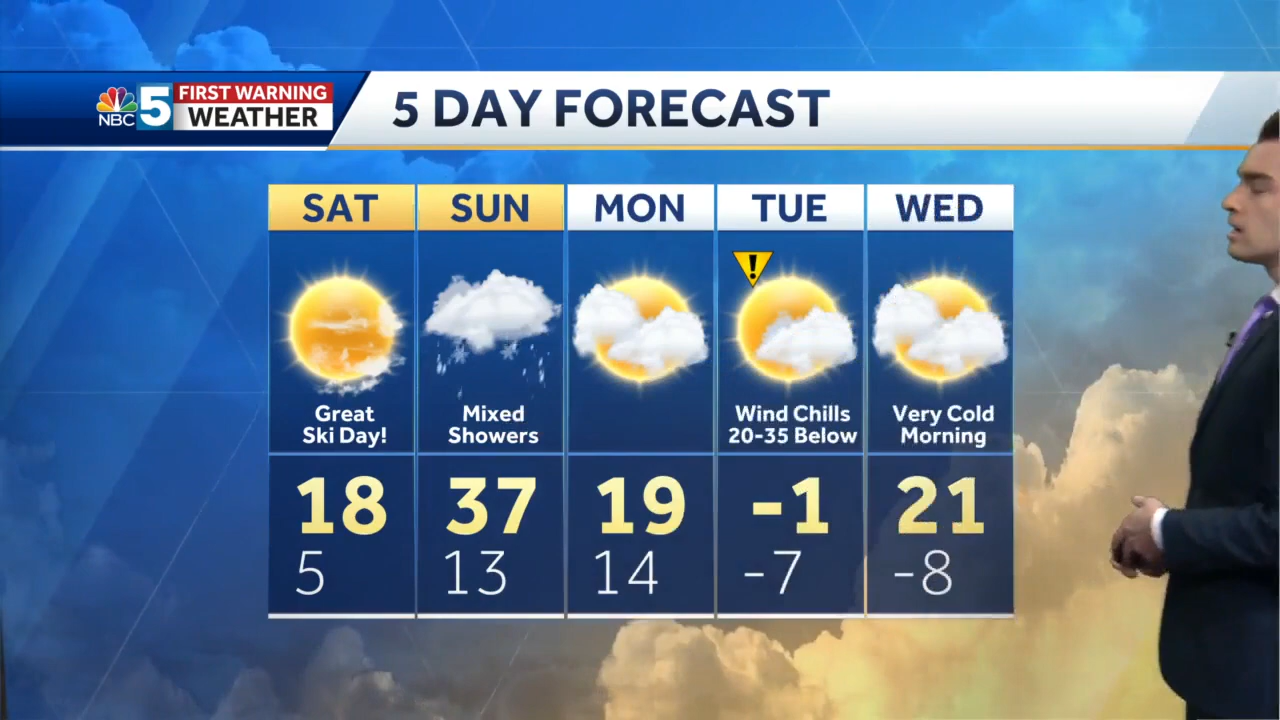 NBC 5 FIRST WARNING
WEATHER
5 DAY FORECAST
SAT SUN MON TUE WED
!
Great
Ski Day!
Mixed
Showers
Wind Chills
20-35 Below
Very Cold
Morning
18 37 19 -1 21
5 13 14 -7 -8